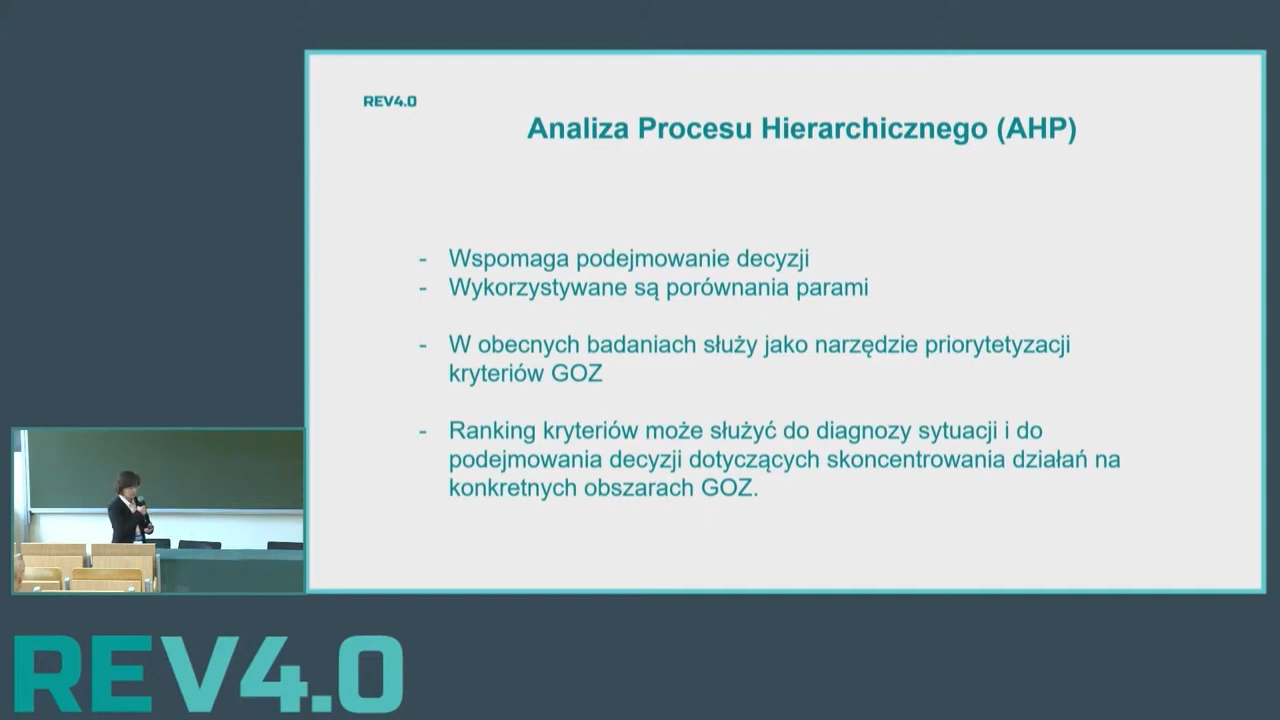 REV4.0
Analiza Procesu Hierarchicznego (AHP)
- Wspomaga podejmowanie decyzji
- Wykorzystywane są porównania parami
- W obecnych badaniach służy jako narzędzie priorytetyzacji
kryteriów GOZ
- Ranking kryteriów może służyć do diagnozy sytuacji i do
podejmowania decyzji dotyczących skoncentrowania działań na
konkretnych obszarach GOZ.
REV4.0